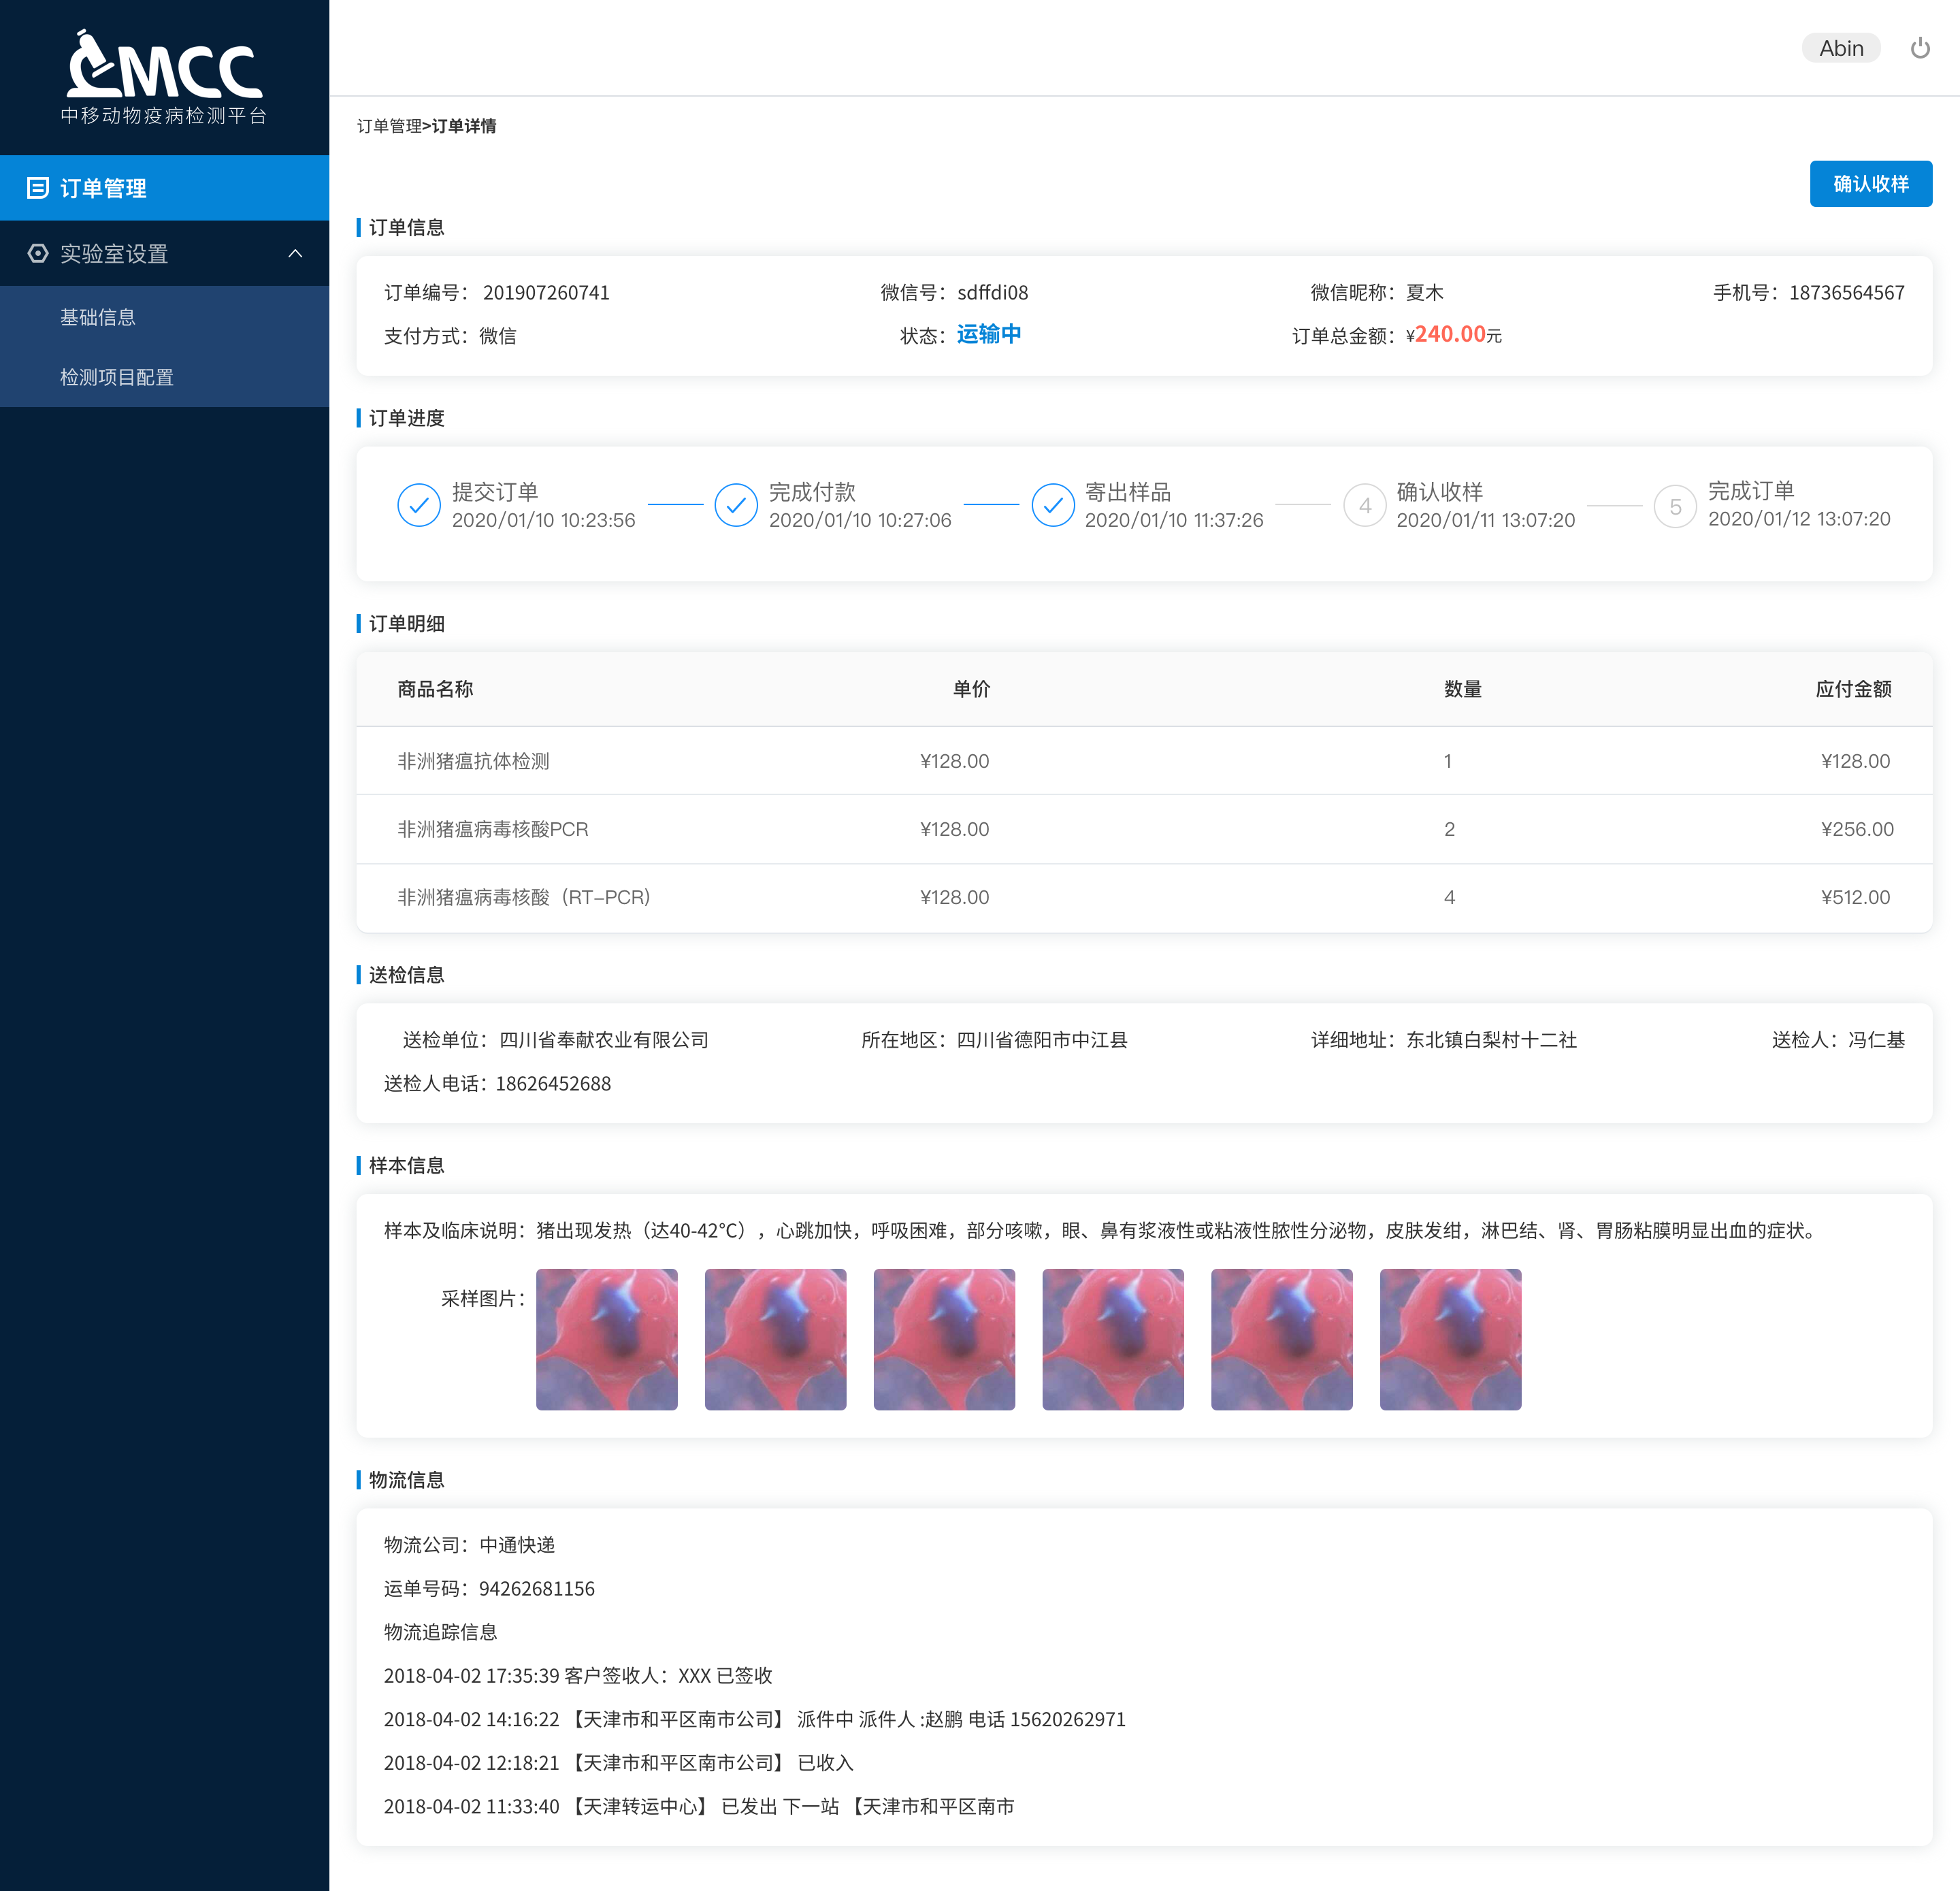 MCC
中移动物疫病检测平台
Abin
订单管理
实验室设置
基础信息
检测项目配置
订单管理>订单详情
确认收样
订单信息
订单编号： 201907260741 微信号：sdffdi08 微信昵称：夏木 手机号：18736564567
支付方式：微信 状态：运输中 订单总金额：¥240.00元
订单进度
提交订单
2020/01/10 10:23:56
完成付款
2020/01/10 10:27:06
寄出样品
2020/01/10 11:37:26
4 确认收样
2020/01/11 13:07:20
5 完成订单
2020/01/12 13:07:20
订单明细
商品名称 单价 数量 应付金额
非洲猪瘟抗体检测 ¥128.00 1 ¥128.00
非洲猪瘟病毒核酸PCR ¥128.00 2 ¥256.00
非洲猪瘟病毒核酸（RT-PCR） ¥128.00 4 ¥512.00
送检信息
送检单位：四川省奉献农业有限公司 所在地区：四川省德阳市中江县 详细地址：东北镇白梨村十二社 送检人：冯仁基
送检人电话：18626452688
样本信息
样本及临床说明：猪出现发热（达40-42℃），心跳加快，呼吸困难，部分咳嗽，眼、鼻有浆液性或粘液性脓性分泌物，皮肤发绀，淋巴结、肾、胃肠粘膜明显出血的症状。
采样图片：
物流信息
物流公司：中通快递
运单号码：94262681156
物流追踪信息
2018-04-02 17:35:39 客户签收人：XXX 已签收
2018-04-02 14:16:22 【天津市和平区南市公司】 派件中 派件人 :赵鹏 电话 15620262971
2018-04-02 12:18:21 【天津市和平区南市公司】 已收入
2018-04-02 11:33:40 【天津转运中心】 已发出 下一站 【天津市和平区南市